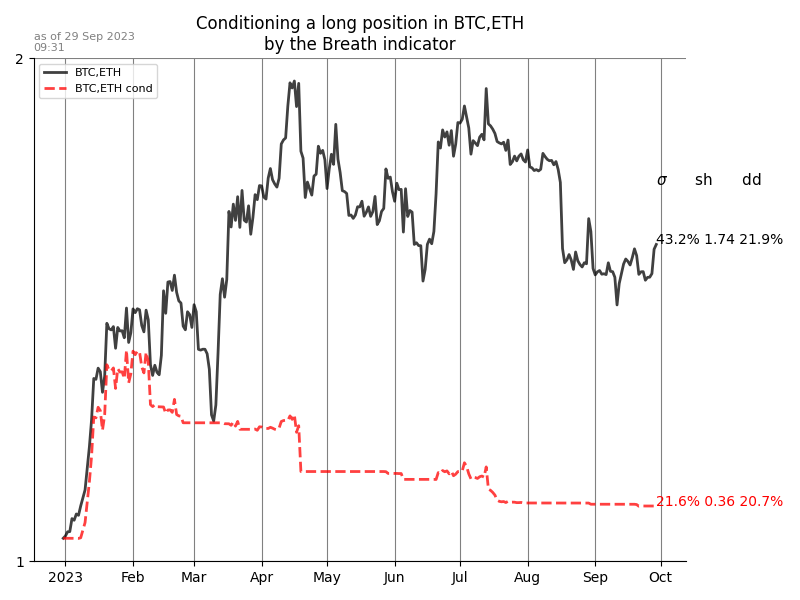 Conditioning a long position in BTC,ETH
by the Breath indicator
as of 29 Sep 2023
09:31
2
BTC,ETH
BTC,ETH cond
σ sh dd
43.2% 1.74 21.9%
21.6% 0.36 20.7%
1
2023 Feb Mar Apr May Jun Jul Aug Sep Oct